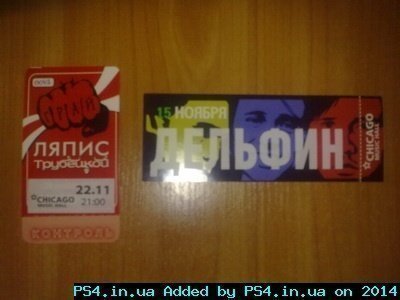 ЛЯПИС
ТРУБЕЦКОЙ
22.11
CHICAGO
MUSIC HALL
21:00
КОНТРОЛЬ
15 НОЯБРЯ
ДЕЛЬФИН
CHICAGO
MUSIC HALL
PS4.in.ua Added by PS4.in.ua on 2014